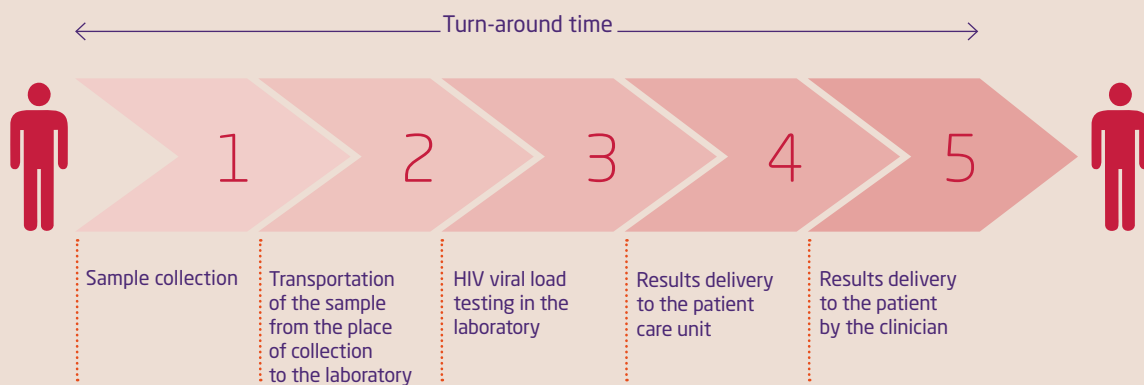 Turn-around time
1
2
3
4
5
Sample collection
Transportation
of the sample
from the place
of collection
to the laboratory
HIV viral load
testing in the
laboratory
Results delivery
to the patient
care unit
Results delivery
to the patient
by the clinician